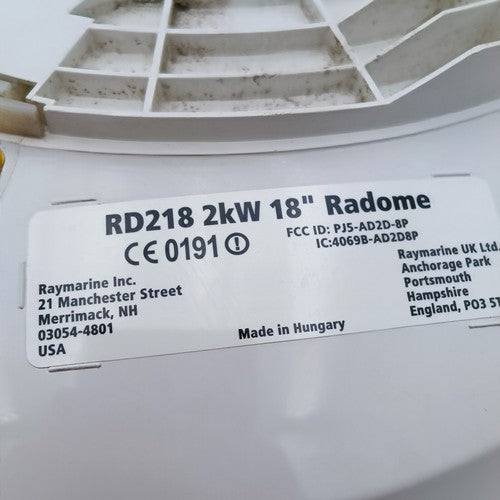 RD218 2kW 18" Radome
CE 0191
FCC ID: PJ5-AD2D-8P
IC:4069B-AD2D8P
Raymarine Inc.
21 Manchester Street
Merrimack, NH
03054-4801
USA
Made in Hungary
Raymarine UK Ltd.
Anchorage Park
Portsmouth
Hampshire
England, PO3 5T